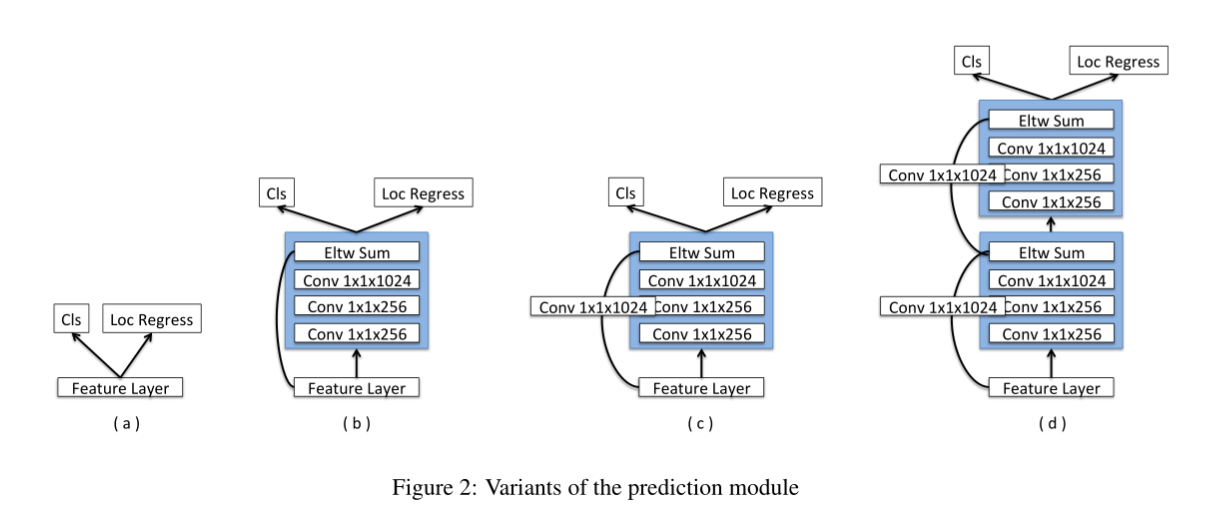 Cls
Loc Regress
Feature Layer
( a )
Cls
Loc Regress
Eltw Sum
Conv 1x1x1024
Conv 1x1x256
Conv 1x1x256
Feature Layer
( b )
Cls
Loc Regress
Eltw Sum
Conv 1x1x1024
Conv 1x1x1024
Conv 1x1x256
Conv 1x1x256
Feature Layer
( c )
Cls
Loc Regress
Eltw Sum
Conv 1x1x1024
Conv 1x1x1024
Conv 1x1x256
Conv 1x1x256
Eltw Sum
Conv 1x1x1024
Conv 1x1x1024
Conv 1x1x256
Conv 1x1x256
Feature Layer
( d )
Figure 2: Variants of the prediction module